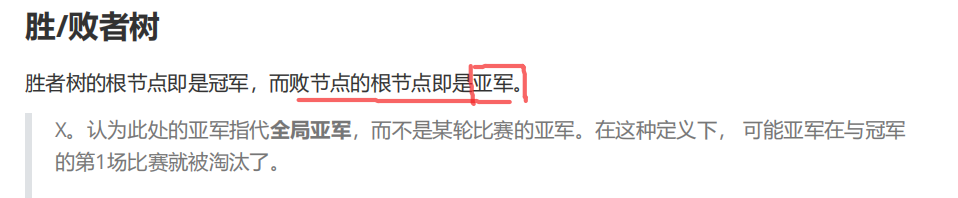 胜/败者树
胜者树的根节点即是冠军，而败节点的根节点即是亚军。
X。认为此处的亚军指代全局亚军，而不是某轮比赛的亚军。在这种定义下， 可能亚军在与冠军
的第1场比赛就被淘汰了。